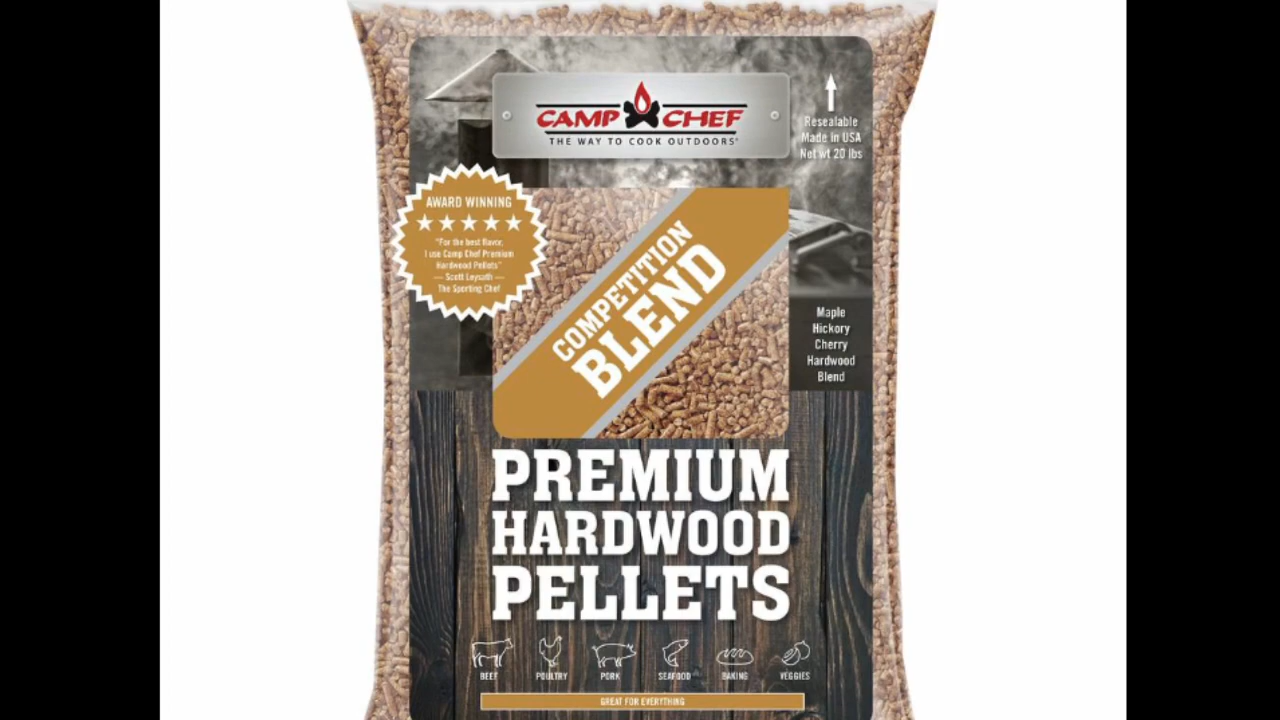 CAMP CHEF
THE WAY TO COOK OUTDOORS®
Resealable
Made in USA
Net wt 20 lbs
AWARD WINNING
"For the best flavor,
I use Camp Chef Premium
Hardwood Pellets"
— Scott Leysath —
The Sporting Chef
COMPETITION
BLEND
Maple
Hickory
Cherry
Hardwood
Blend
PREMIUM
HARDWOOD
PELLETS
BEEF POULTRY PORK SEAFOOD BAKING VEGGIES
GREAT FOR EVERYTHING